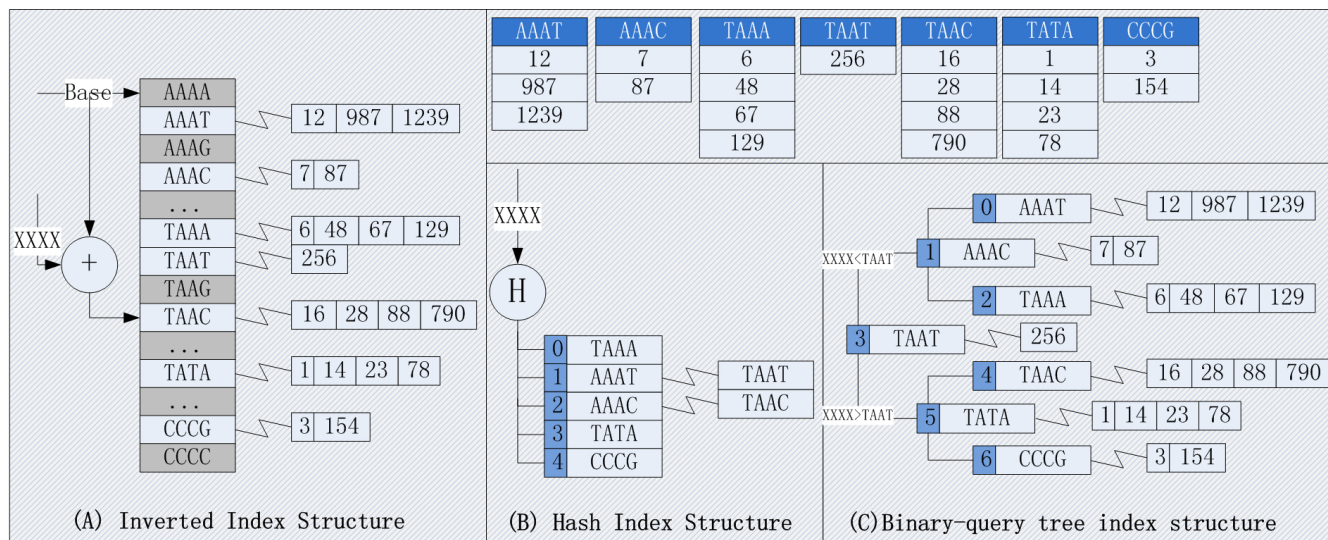 Base
XXXX
+
AAAA
AAAT 12 987 1239
AAAG
AAAC 7 87
...
TAAA 6 48 67 129
TAAT 256
TAAG
TAAC 16 28 88 790
...
TATA 1 14 23 78
...
CCCG 3 154
CCCC
(A) Inverted Index Structure
AAAT AAAC TAAA TAAT TAAC TATA CCCG
12 7 6 256 16 1 3
987 87 48 28 14 154
1239 67 88 23
129 790 78
XXXX
H
0 TAAA
1 AAAT TAAT
2 AAAC TAAC
3 TATA
4 CCCG
(B) Hash Index Structure
0 AAAT 12 987 1239
XXXX<TAAT 1 AAAC 7 87
2 TAAA 6 48 67 129
3 TAAT 256
4 TAAC 16 28 88 790
XXXX>TAAT 5 TATA 1 14 23 78
6 CCCG 3 154
(C)Binary-query tree index structure